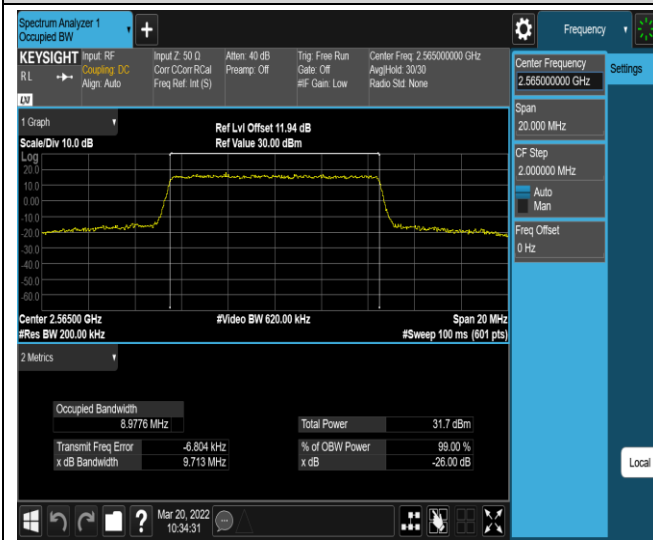 Spectrum Analyzer 1
Occupied BW
+
Frequency
KEYSIGHT
RL
LXI
Input: RF
Coupling: DC
Align: Auto
Input Z: 50 Ω
Corr CCorr RCal
Freq Ref: Int (S)
Atten: 40 dB
Preamp: Off
Trig: Free Run
Gate: Off
#IF Gain: Low
Center Freq: 2.565000000 GHz
Avg|Hold: 30/30
Radio Std: None
Center Frequency
2.565000000 GHz
Settings
Span
20.000 MHz
CF Step
2.000000 MHz
Auto
Man
Freq Offset
0 Hz
1 Graph
Scale/Div 10.0 dB
Ref Lvl Offset 11.94 dB
Ref Value 30.00 dBm
Log
20.0
10.0
0.00
-10.0
-20.0
-30.0
-40.0
-50.0
-60.0
Center 2.56500 GHz
#Res BW 200.00 kHz
#Video BW 620.00 kHz
Span 20 MHz
#Sweep 100 ms (601 pts)
2 Metrics
Occupied Bandwidth
8.9776 MHz
Total Power 31.7 dBm
Transmit Freq Error -6.804 kHz
% of OBW Power 99.00 %
x dB Bandwidth 9.713 MHz
x dB -26.00 dB
Local
?
Mar 20, 2022
10:34:31